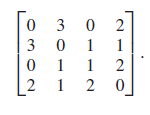 0 3 0 2
3 0 1 1
0 1 1 2
2 1 2 0 .